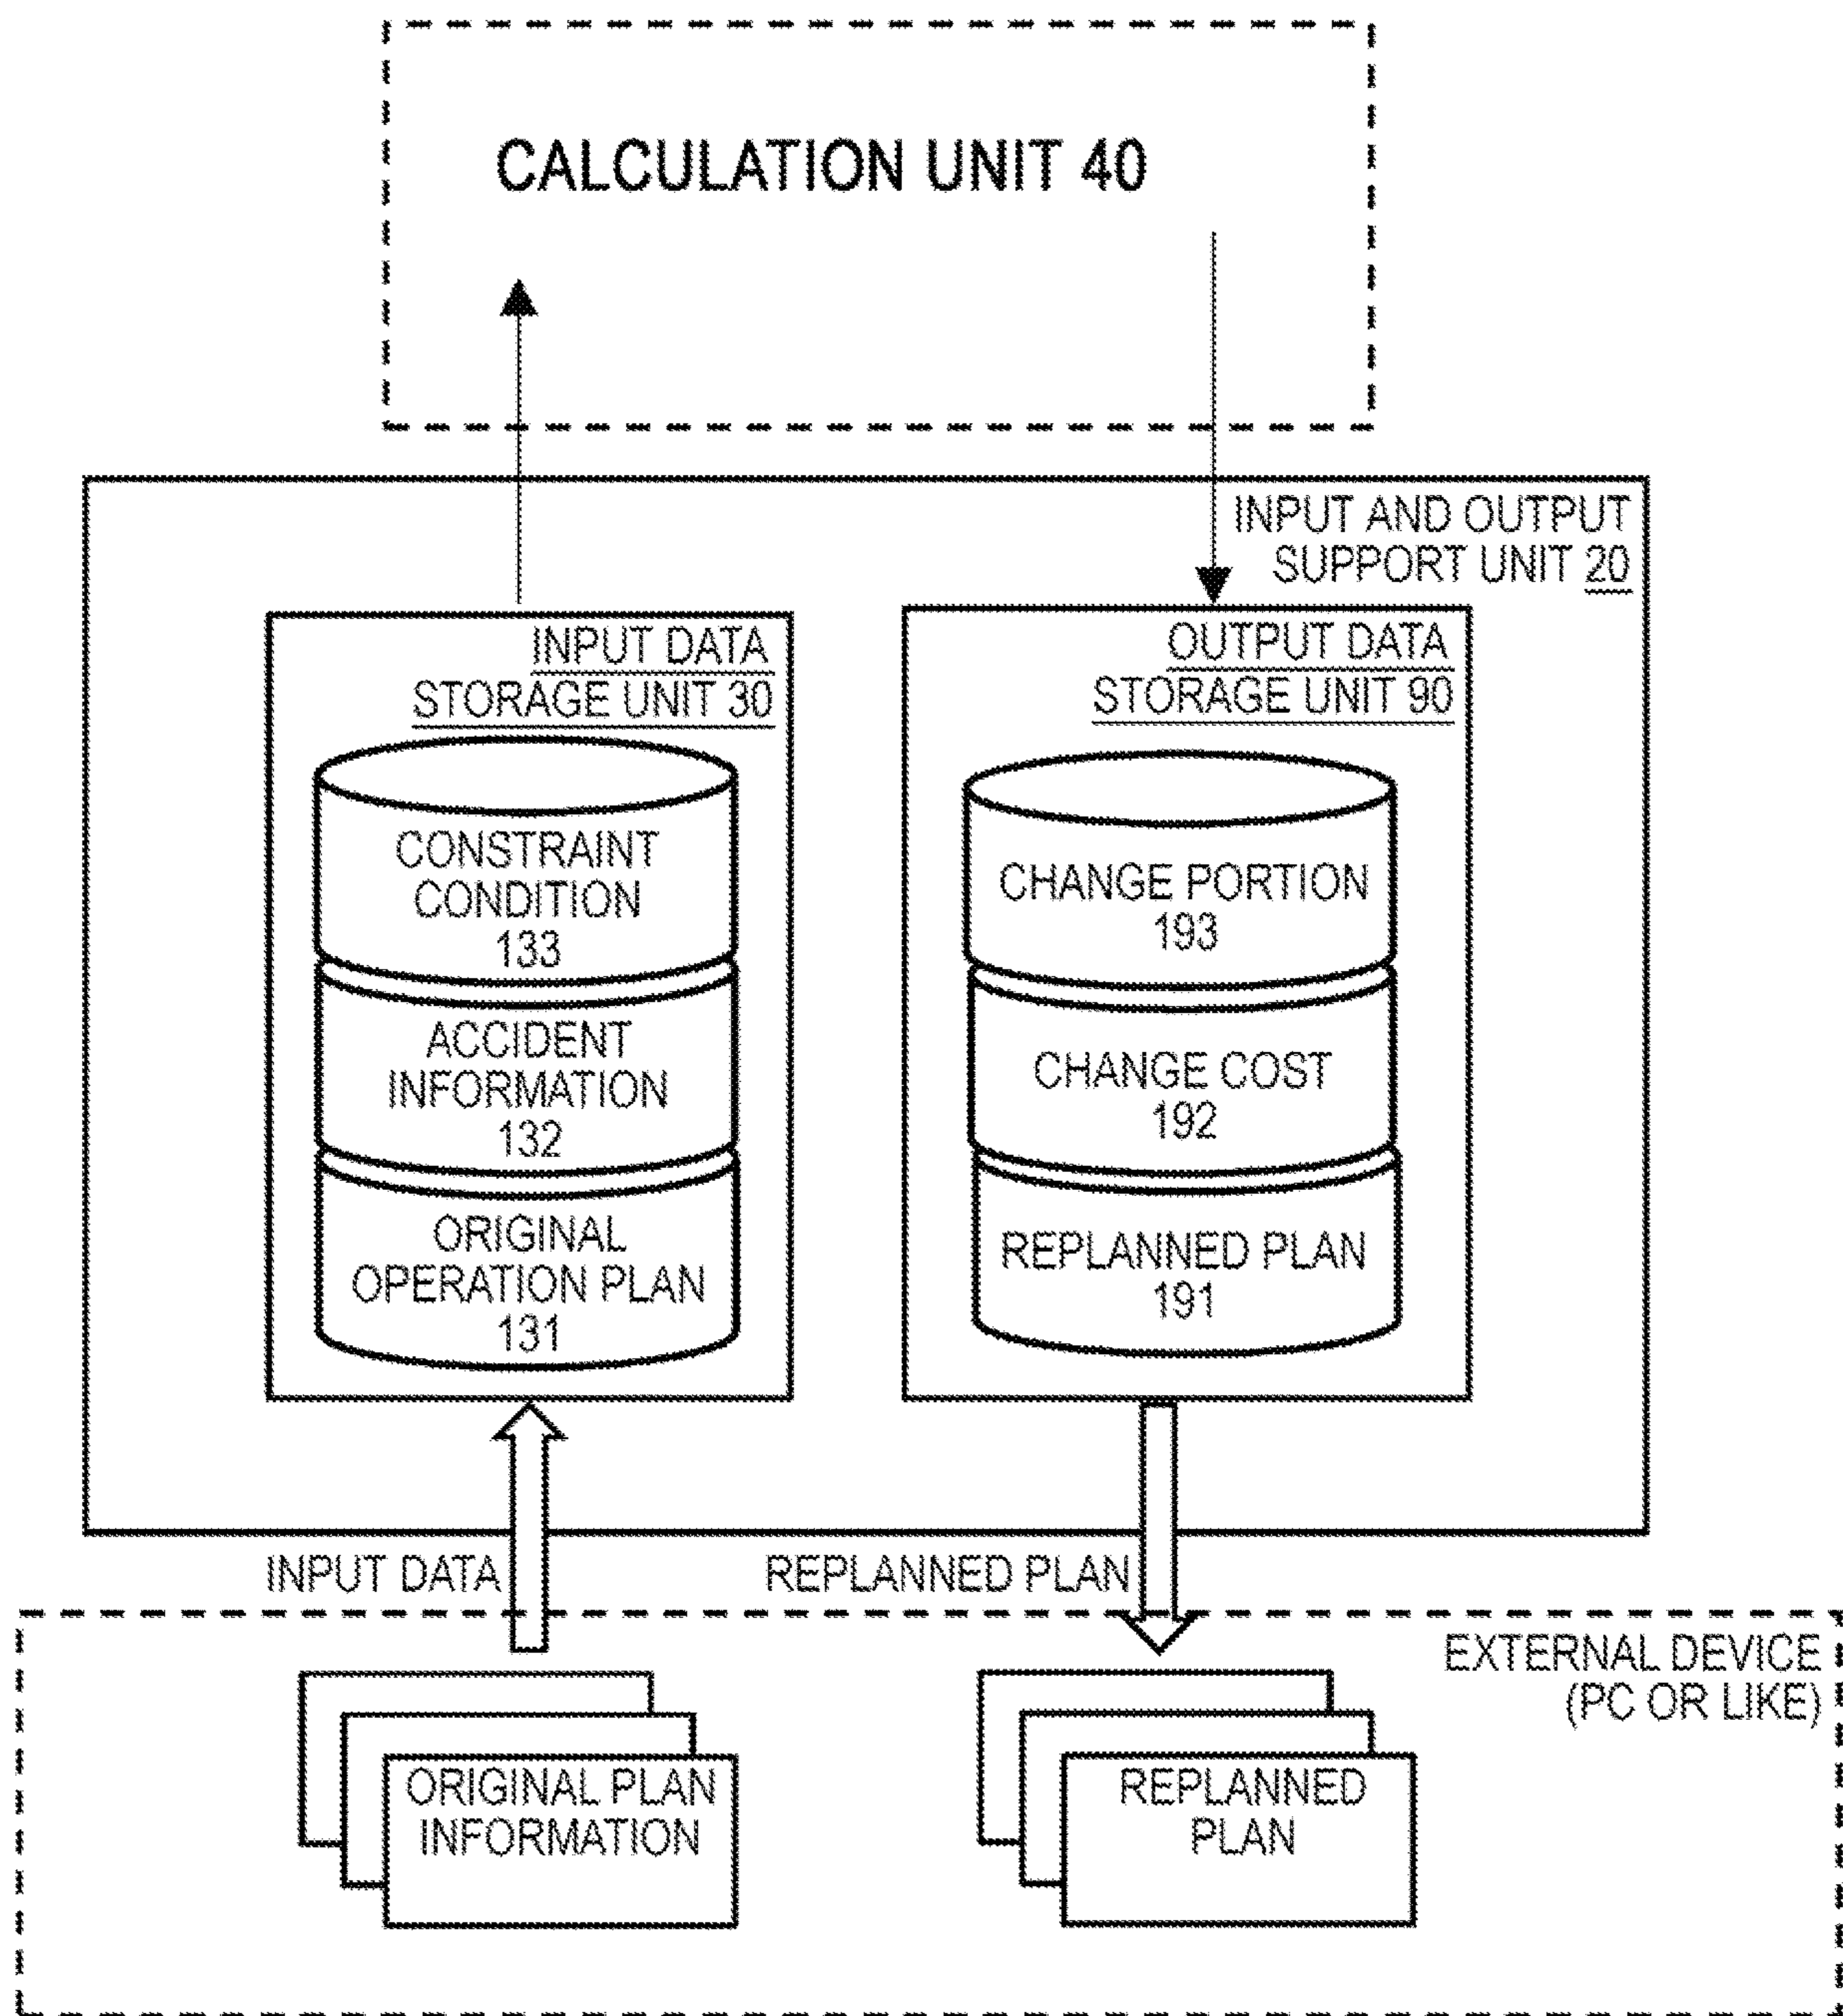 CALCULATION UNIT 40
INPUT AND OUTPUT
SUPPORT UNIT 20
INPUT DATA
STORAGE UNIT 30
CONSTRAINT
CONDITION
133
ACCIDENT
INFORMATION
132
ORIGINAL
OPERATION PLAN
131
OUTPUT DATA
STORAGE UNIT 90
CHANGE PORTION
193
CHANGE COST
192
REPLANNED PLAN
191
INPUT DATA
REPLANNED PLAN
EXTERNAL DEVICE
(PC OR LIKE)
ORIGINAL PLAN
INFORMATION
REPLANNED
PLAN